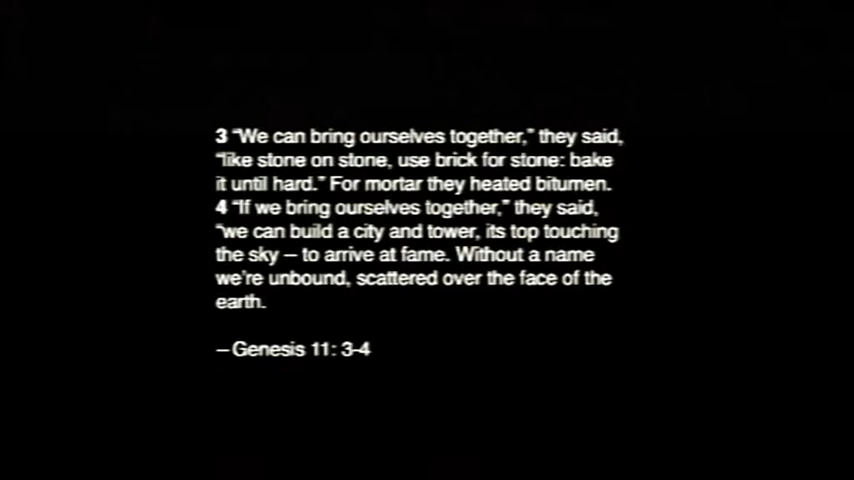 3 “We can bring ourselves together,” they said,
“like stone on stone, use brick for stone: bake
it until hard.” For mortar they heated bitumen.
4 “If we bring ourselves together,” they said,
“we can build a city and tower, its top touching
the sky – to arrive at fame. Without a name
we're unbound, scattered over the face of the
earth.
–Genesis 11: 3-4